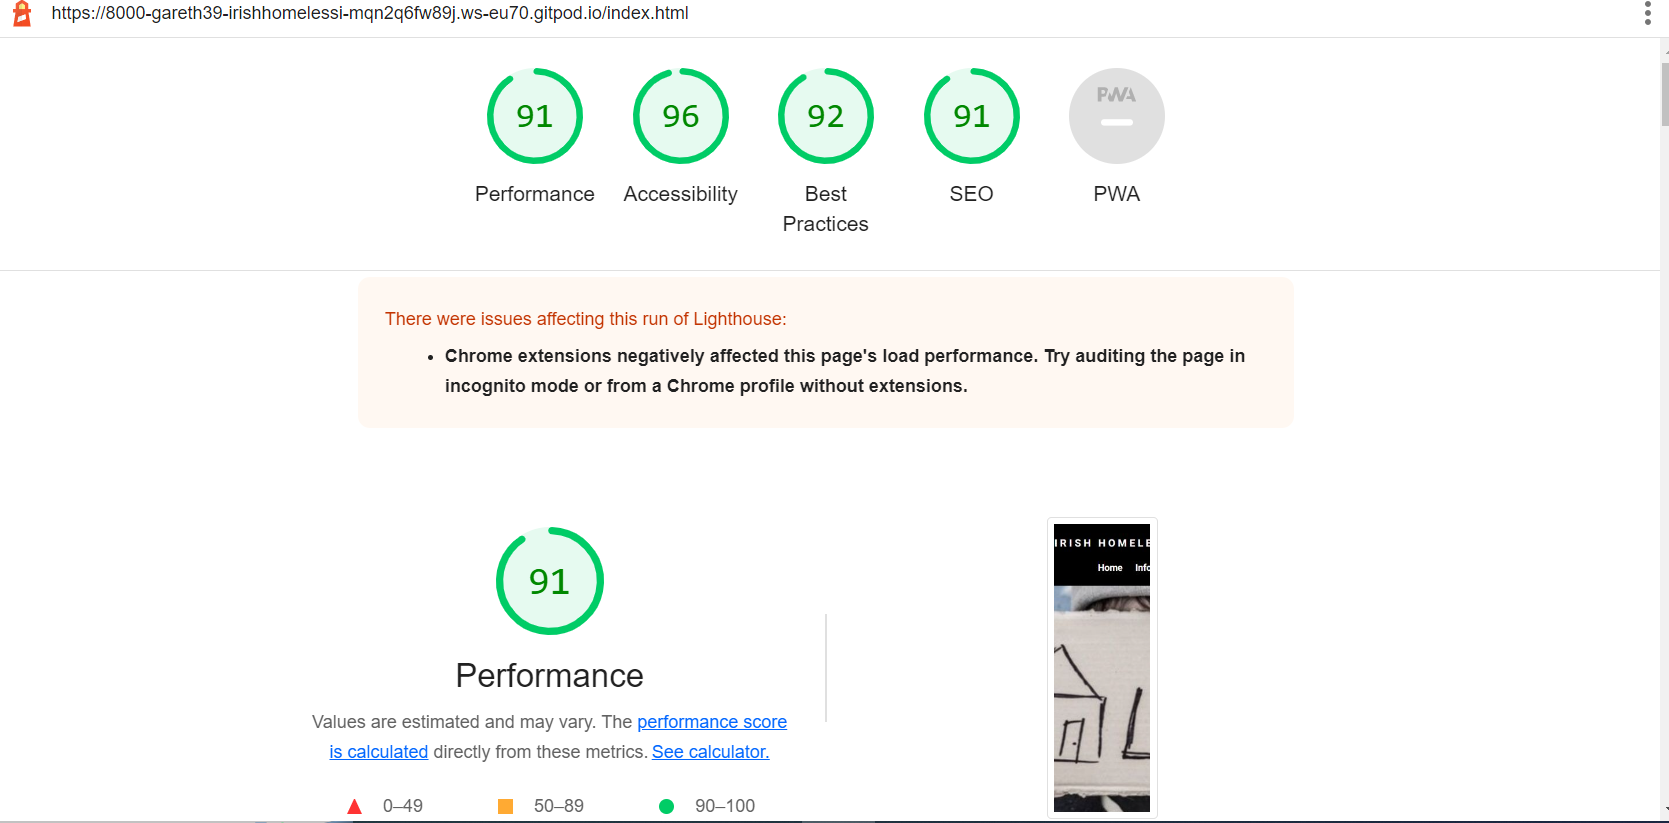 https://8000-gareth39-irishhomelessi-mqn2q6fw89j.ws-eu70.gitpod.io/index.html
91
96
92
91
PWA
Performance
Accessibility
Best
Practices
SEO
PWA
There were issues affecting this run of Lighthouse:
• Chrome extensions negatively affected this page's load performance. Try auditing the page in
incognito mode or from a Chrome profile without extensions.
91
Performance
Values are estimated and may vary. The performance score
is calculated directly from these metrics. See calculator.
0–49
50–89
90–100
IRISH HOMELE
Home Info